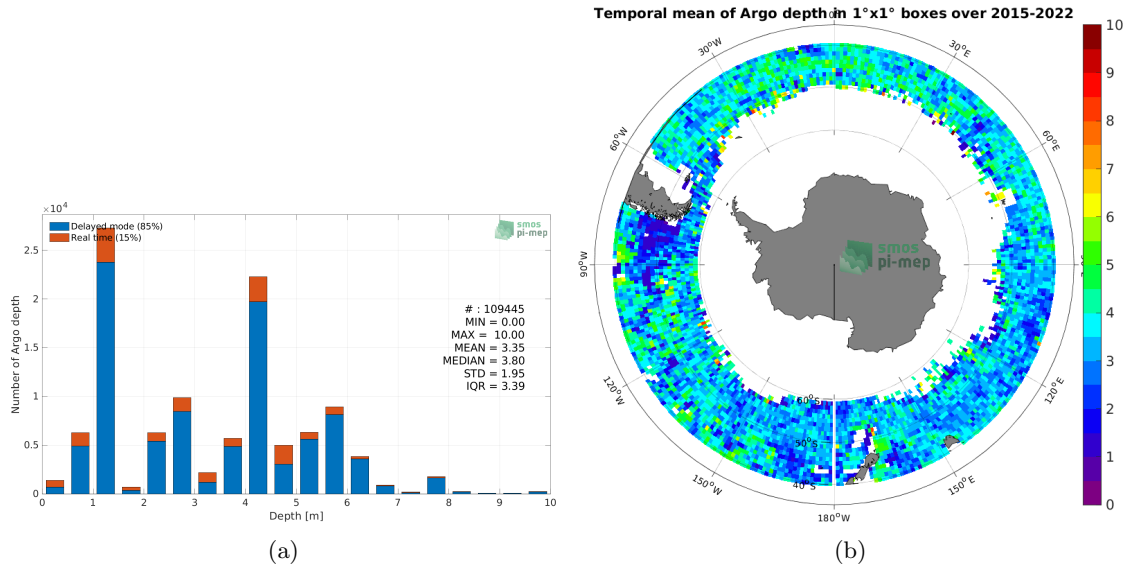 ×10⁴
Delayed mode (85%)
Real time (15%)
smos
pi-mep
2.5
2
1.5
1
0.5
0
Number of Argo depth
# : 109445
MIN = 0.00
MAX = 10.00
MEAN = 3.35
MEDIAN = 3.80
STD = 1.95
IQR = 3.39
0 1 2 3 4 5 6 7 8 9 10
Depth [m]
(a)
Temporal mean of Argo depth in 1°x1° boxes over 2015-2022
30°W
30°E
60°W
60°E
90°W
120°W
120°E
150°W
150°E
180°W
60°S
50°S
40°S
smos
pi-mep
10
9
8
7
6
5
4
3
2
1
0
(b)